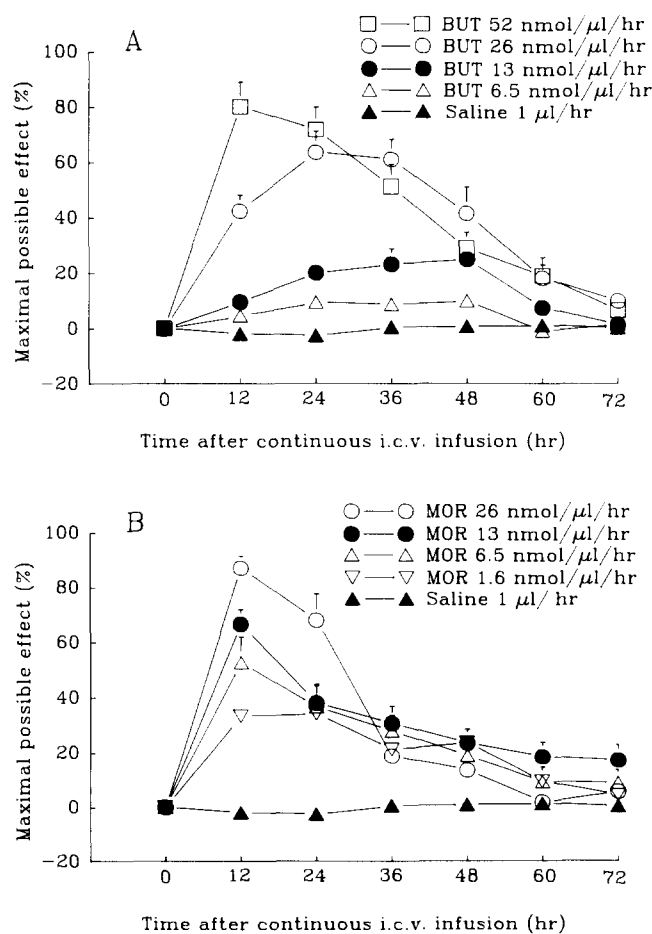 A
BUT 52 nmol/μl/hr
BUT 26 nmol/μl/hr
BUT 13 nmol/μl/hr
BUT 6.5 nmol/μl/hr
Saline 1 μl/hr
Maximal possible effect (%)
100
80
60
40
20
0
-20
0 12 24 36 48 60 72
Time after continuous i.c.v. infusion (hr)
B
MOR 26 nmol/μl/hr
MOR 13 nmol/μl/hr
MOR 6.5 nmol/μl/hr
MOR 1.6 nmol/μl/hr
Saline 1 μl/ hr
Maximal possible effect (%)
100
80
60
40
20
0
-20
0 12 24 36 48 60 72
Time after continuous i.c.v. infusion (hr)